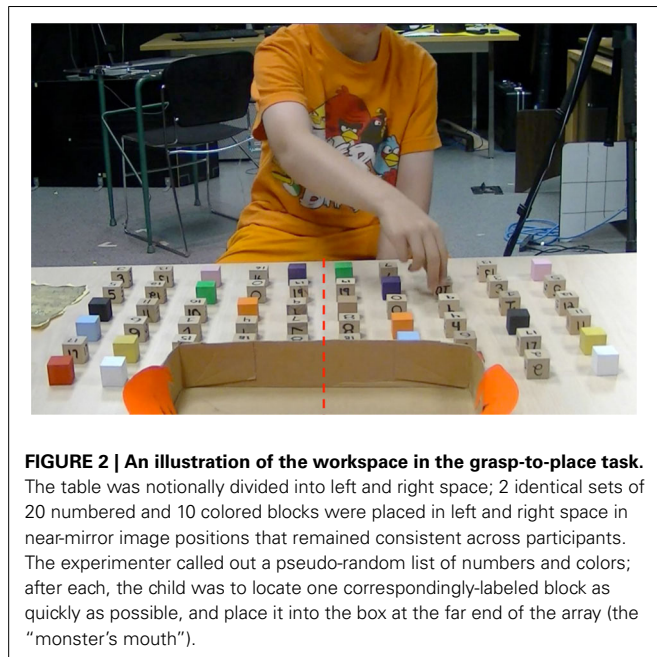 FIGURE 2 | An illustration of the workspace in the grasp-to-place task.
The table was notionally divided into left and right space; 2 identical sets of
20 numbered and 10 colored blocks were placed in left and right space in
near-mirror image positions that remained consistent across participants.
The experimenter called out a pseudo-random list of numbers and colors;
after each, the child was to locate one correspondingly-labeled block as
quickly as possible, and place it into the box at the far end of the array (the
“monster’s mouth”).